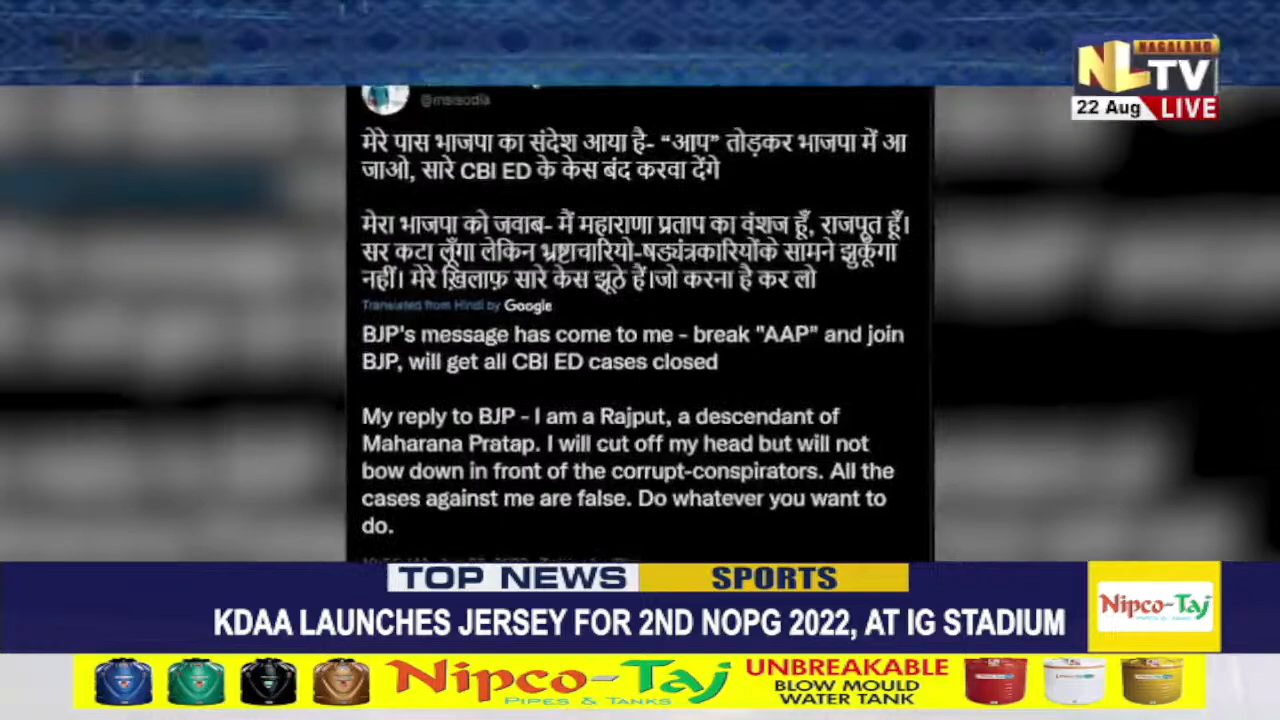 NAGALAND
NLTV
22 Aug LIVE
@msisodia
मेरे पास भाजपा का संदेश आया है- “आप” तोड़कर भाजपा में आ
जाओ, सारे CBI ED के केस बंद करवा देंगे
मेरा भाजपा को जवाब- मैं महाराणा प्रताप का वंशज हूँ, राजपूत हूँ।
सर कटा लूँगा लेकिन भ्रष्टाचारियो-षड्यंत्रकारियोंके सामने झुकूँगा
नहीं। मेरे ख़िलाफ़ सारे केस झूठे हैं।जो करना है कर लो
Translated from Hindi by Google
BJP's message has come to me - break "AAP" and join
BJP, will get all CBI ED cases closed
My reply to BJP - I am a Rajput, a descendant of
Maharana Pratap. I will cut off my head but will not
bow down in front of the corrupt-conspirators. All the
cases against me are false. Do whatever you want to
do.
TOP NEWS SPORTS
KDAA LAUNCHES JERSEY FOR 2ND NOPG 2022, AT IG STADIUM
Nipco-Taj
PIPES & TANKS
Nipco-Taj
PIPES & TANKS
UNBREAKABLE
BLOW MOULD
WATER TANK